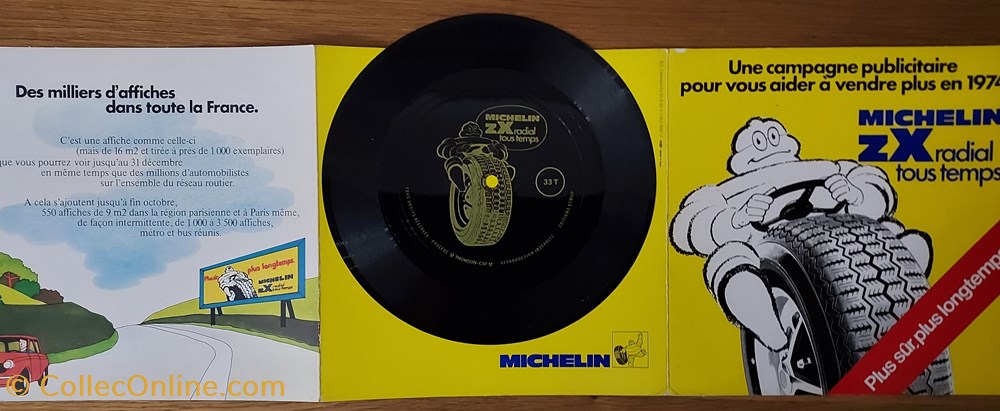 Des milliers d'affiches
dans toute la France.
C'est une affiche comme celle-ci
(mais de 16 m2 et tirée à près de 1 000 exemplaires)
que vous pourrez voir jusqu'au 31 décembre
en même temps que des millions d'automobilistes
sur l'ensemble du réseau routier.
A cela s'ajoutent jusqu'à fin octobre,
550 affiches de 9 m2 dans la région parisienne et à Paris même,
de façon intermittente, de 1 000 à 3 500 affiches,
métro et bus réunis.
plus longtemps.
MICHELIN
ZX radial
tous temps
© CollecOnline.com
MICHELIN
ZX radial
tous temps
33 T
THOMSON-CSF
MICHELIN
Une campagne publicitaire
pour vous aider à vendre plus en 1974
MICHELIN
ZX radial
tous temps
Plus sûr, plus longtemps